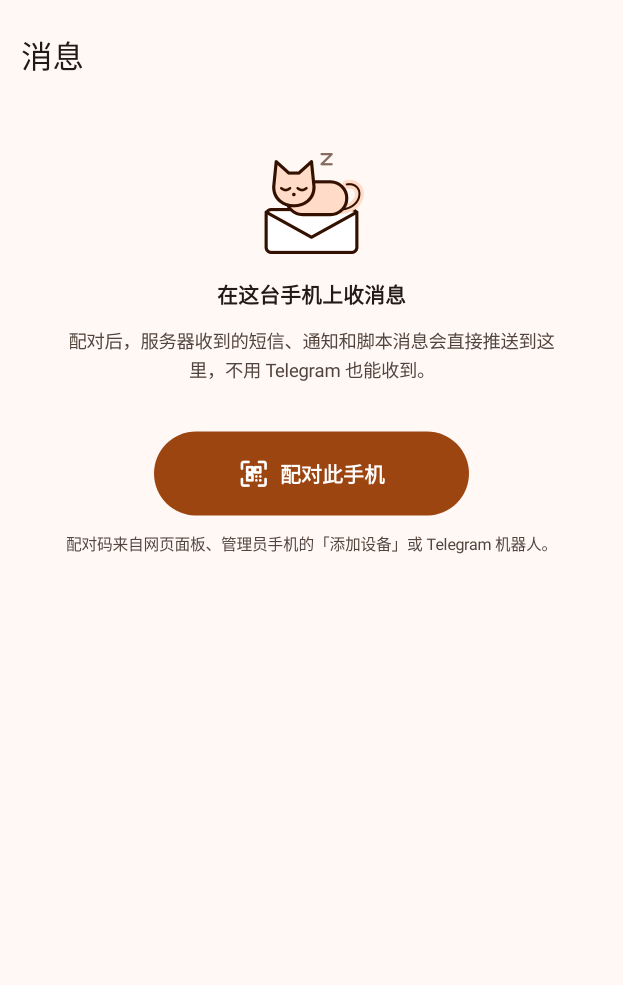 消息
Z
在这台手机上收消息
配对后，服务器收到的短信、通知和脚本消息会直接推送到这
里，不用 Telegram 也能收到。
配对此手机
配对码来自网页面板、管理员手机的「添加设备」或 Telegram 机器人。